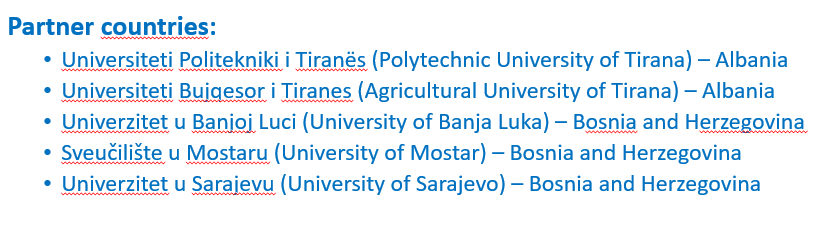 Partner countries:
• Universiteti Politekniki i Tiranës (Polytechnic University of Tirana) – Albania
• Universiteti Bujqesor i Tiranes (Agricultural University of Tirana) – Albania
• Univerzitet u Banjoj Luci (University of Banja Luka) – Bosnia and Herzegovina
• Sveučilište u Mostaru (University of Mostar) – Bosnia and Herzegovina
• Univerzitet u Sarajevu (University of Sarajevo) – Bosnia and Herzegovina